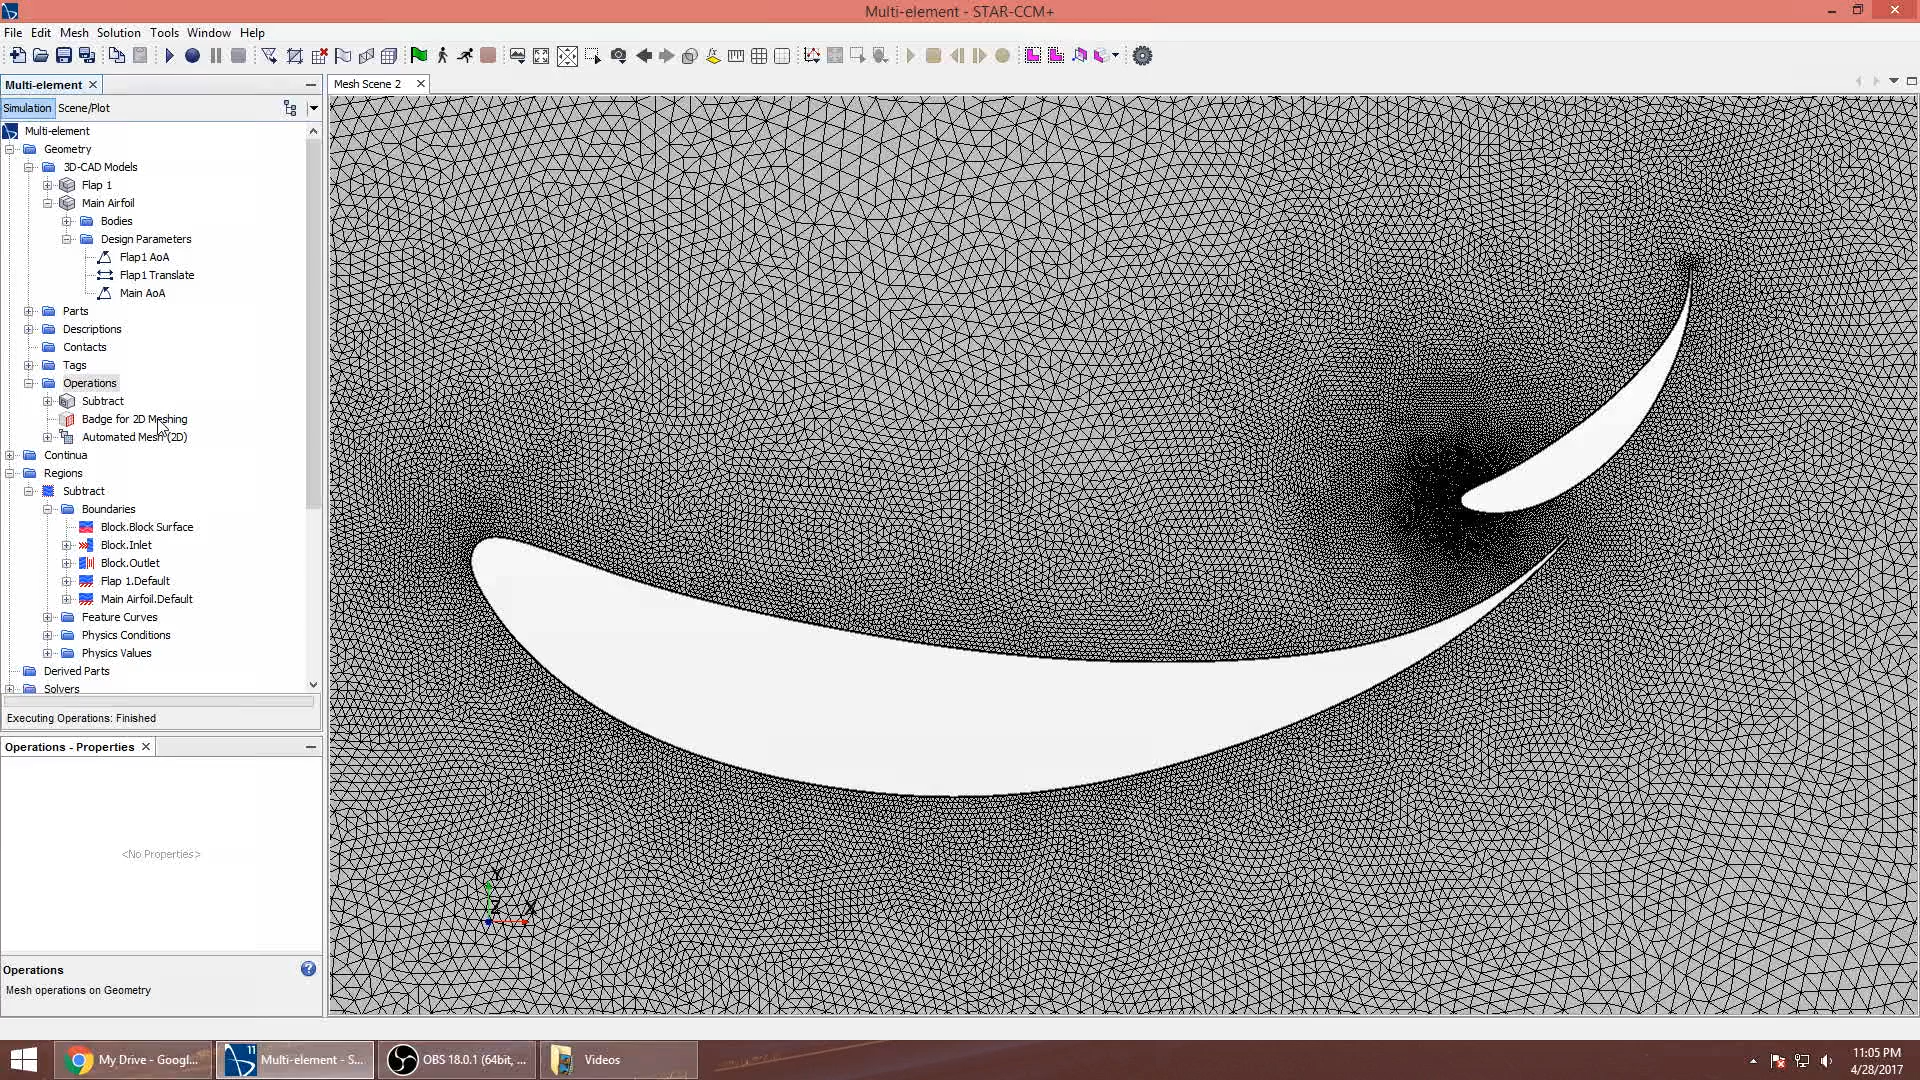 Multi-element - STAR-CCM+
File Edit Mesh Solution Tools Window Help
Multi-element
Mesh Scene 2
Simulation Scene/Plot
Multi-element
Geometry
3D-CAD Models
Flap 1
Main Airfoil
Bodies
Design Parameters
Flap1 AoA
Flap1 Translate
Main AoA
Parts
Descriptions
Contacts
Tags
Operations
Subtract
Badge for 2D Meshing
Automated Mesh (2D)
Continua
Regions
Subtract
Boundaries
Block.Block Surface
Block.Inlet
Block.Outlet
Flap 1.Default
Main Airfoil.Default
Feature Curves
Physics Conditions
Physics Values
Derived Parts
Solvers
Executing Operations: Finished
Operations - Properties
<No Properties>
Y
Z X
Operations
Mesh operations on Geometry
My Drive - Googl...
11
Multi-element - S...
OBS 18.0.1 (64bit, ...
Videos
11:05 PM
4/28/2017